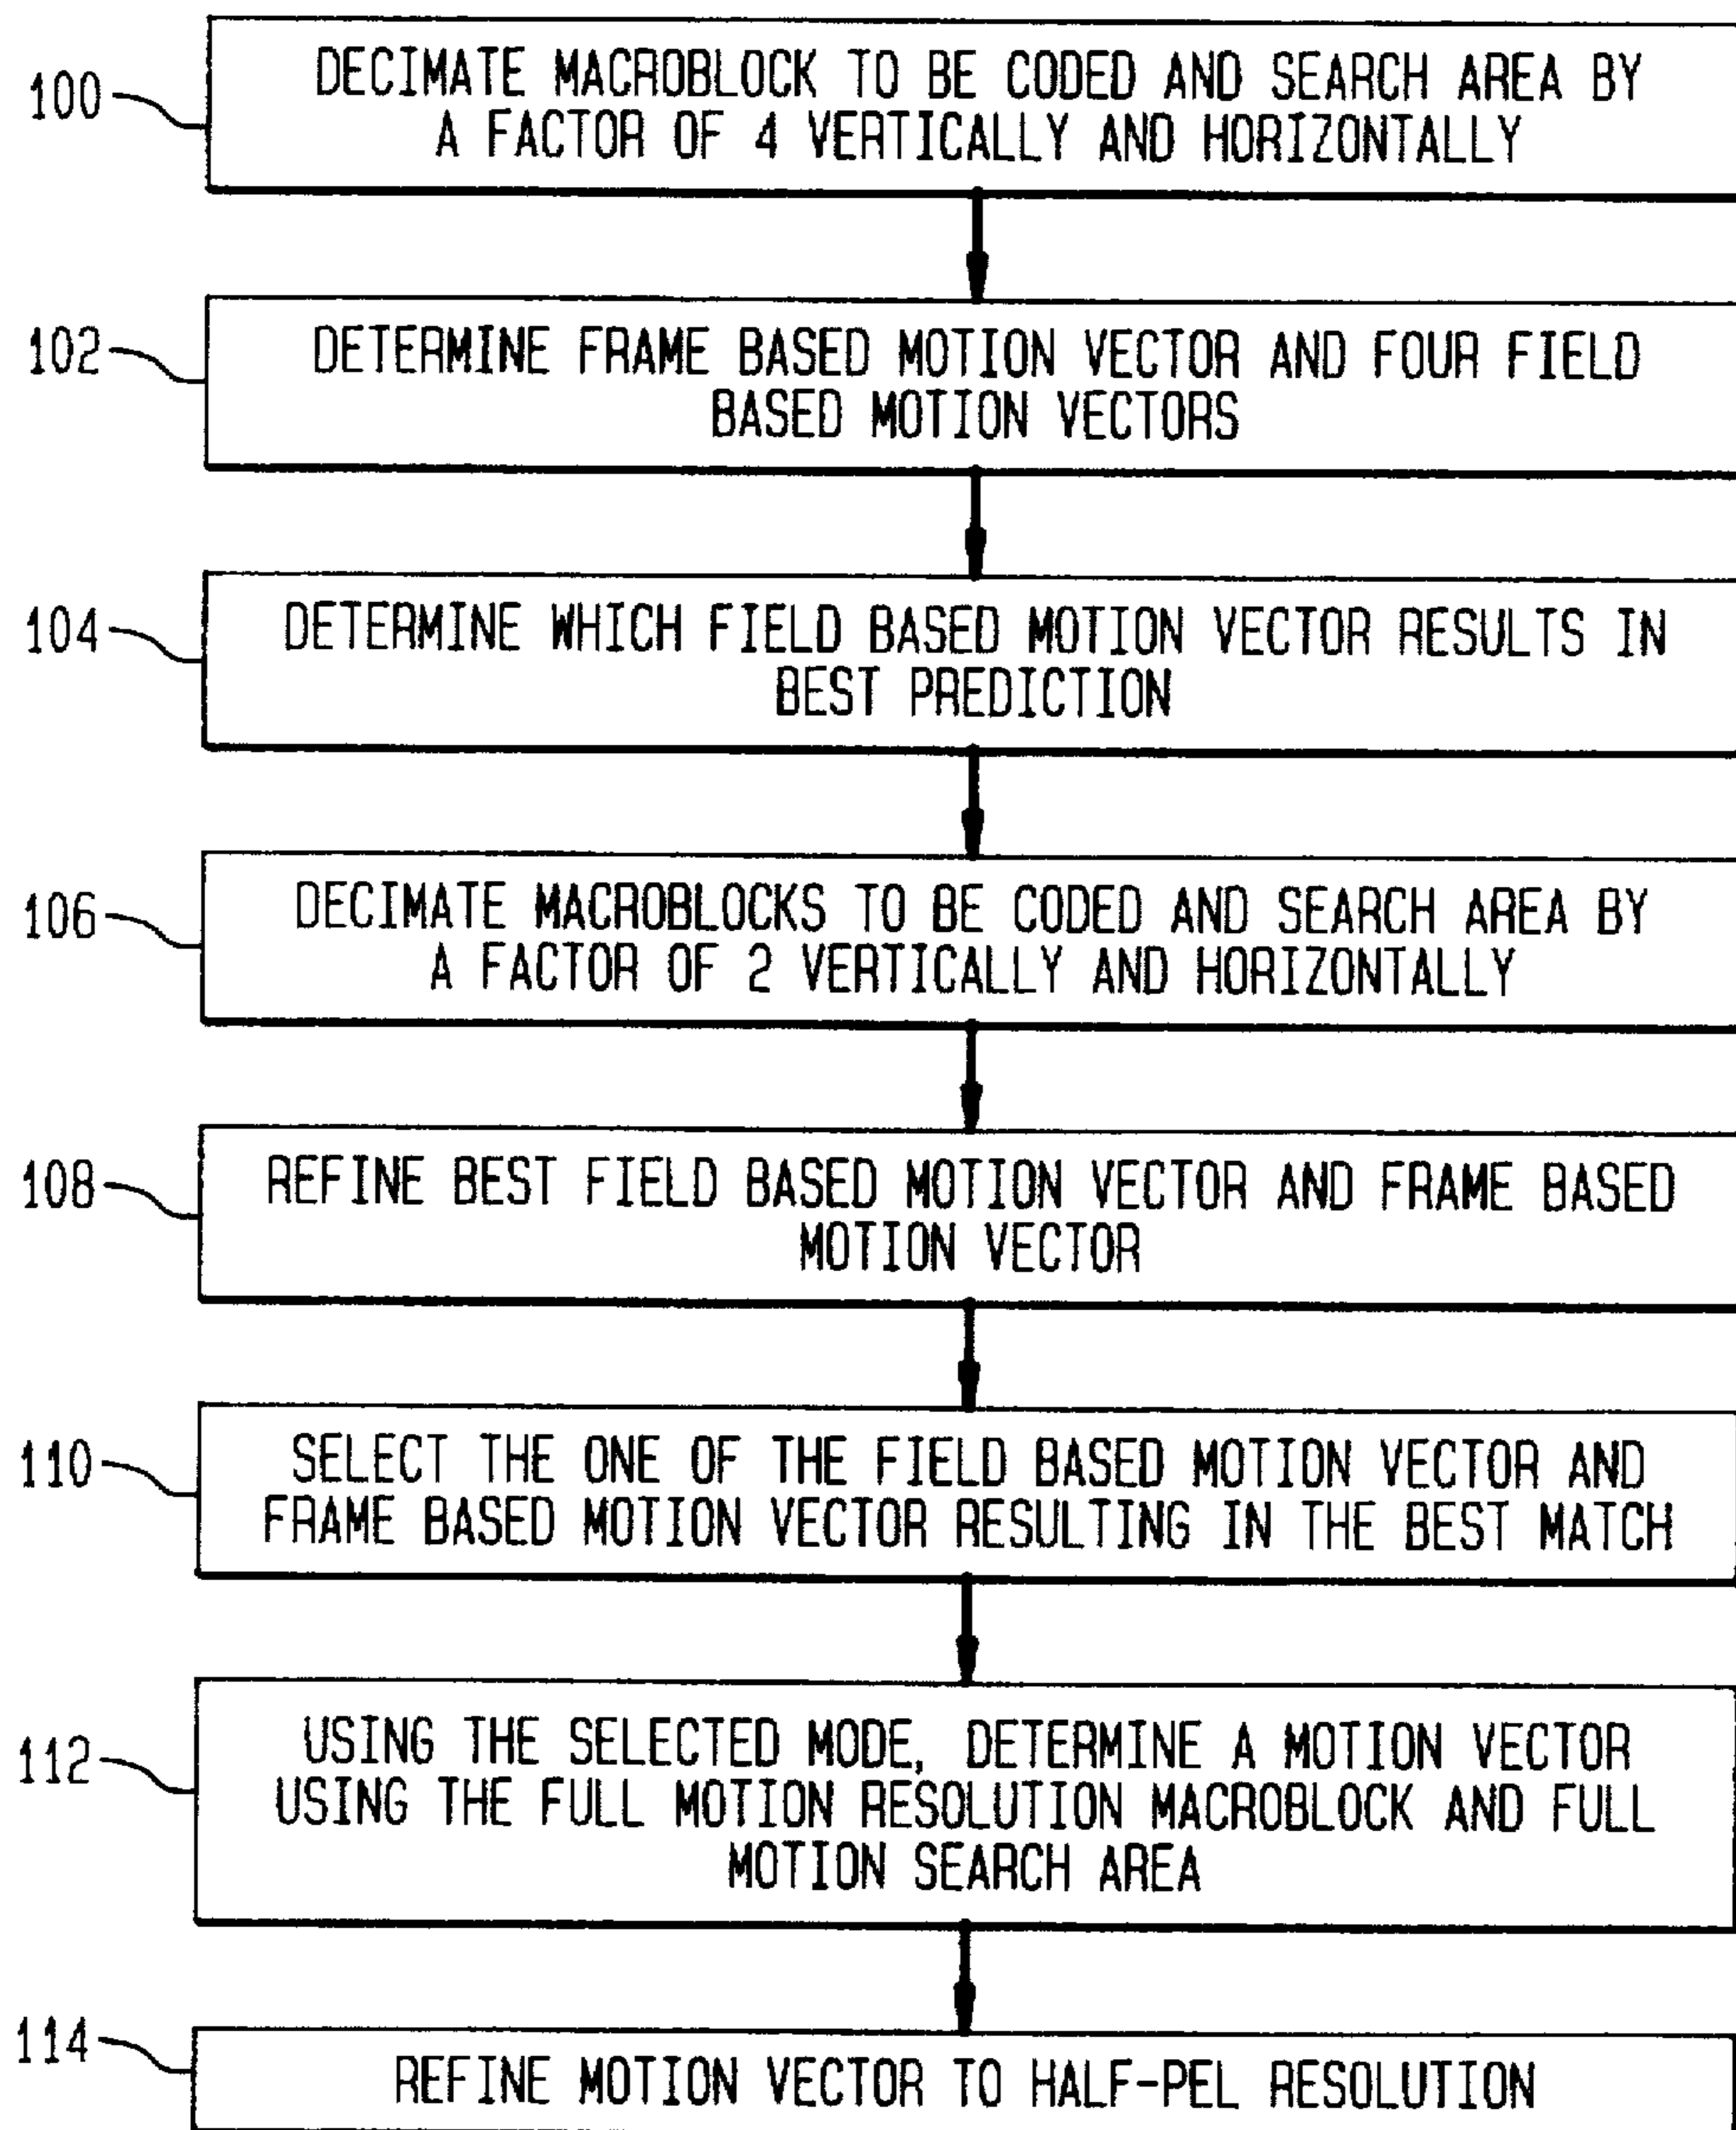 100
DECIMATE MACROBLOCK TO BE CODED AND SEARCH AREA BY
A FACTOR OF 4 VERTICALLY AND HORIZONTALLY
102
DETERMINE FRAME BASED MOTION VECTOR AND FOUR FIELD
BASED MOTION VECTORS
104
DETERMINE WHICH FIELD BASED MOTION VECTOR RESULTS IN
BEST PREDICTION
106
DECIMATE MACROBLOCKS TO BE CODED AND SEARCH AREA BY
A FACTOR OF 2 VERTICALLY AND HORIZONTALLY
108
REFINE BEST FIELD BASED MOTION VECTOR AND FRAME BASED
MOTION VECTOR
110
SELECT THE ONE OF THE FIELD BASED MOTION VECTOR AND
FRAME BASED MOTION VECTOR RESULTING IN THE BEST MATCH
112
USING THE SELECTED MODE, DETERMINE A MOTION VECTOR
USING THE FULL MOTION RESOLUTION MACROBLOCK AND FULL
MOTION SEARCH AREA
114
REFINE MOTION VECTOR TO HALF-PEL RESOLUTION